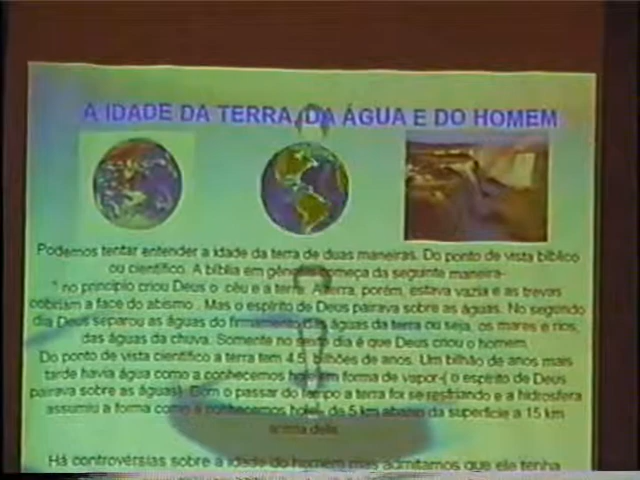 A IDADE DA TERRA, DA ÁGUA E DO HOMEM
Podemos tentar entender a idade da terra de duas maneiras. Do ponto de vista bíblico
ou científico. A bíblia em gênesis começa da seguinte maneira-
" no princípio criou Deus o céu e a terra. A terra, porém, estava vazia e as trevas
cobriam a face do abismo . Mas o espírito de Deus pairava sobre as águas. No segundo
dia Deus separou as águas do firmamento das águas da terra ou seja, os mares e rios,
das águas da chuva. Somente no sexto dia é que Deus criou o homem.
Do ponto de vista científico a terra tem 4,5 bilhões de anos. Um bilhão de anos mais
tarde havia água como a conhecemos hoje em forma de vapor-( o espírito de Deus
pairava sobre as águas). Com o passar do tempo a terra foi se resfriando e a hidrosfera
assumiu a forma como a conhecemos hoje, de 5 km abaixo da superfície a 15 km
acima dela.
Há controvérsias sobre a idade do homem mas admitamos que ele tenha